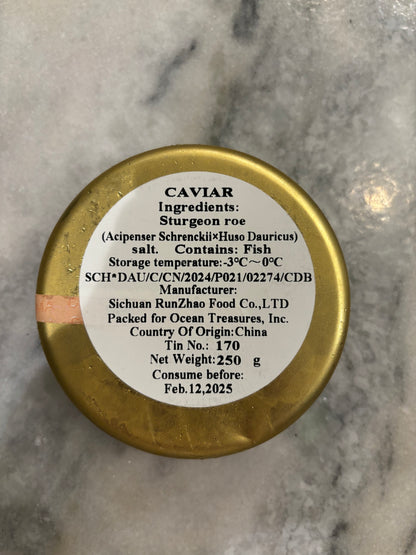 CAVIAR
Ingredients:
Sturgeon roe
(Acipenser Schrenckii×Huso Dauricus)
salt. Contains: Fish
Storage temperature:-3℃～0℃
SCH*DAU/C/CN/2024/P021/02274/CDB
Manufacturer:
Sichuan RunZhao Food Co.,LTD
Packed for Ocean Treasures, Inc.
Country Of Origin:China
Tin No.: 170
Net Weight:250 g
Consume before:
Feb.12,2025